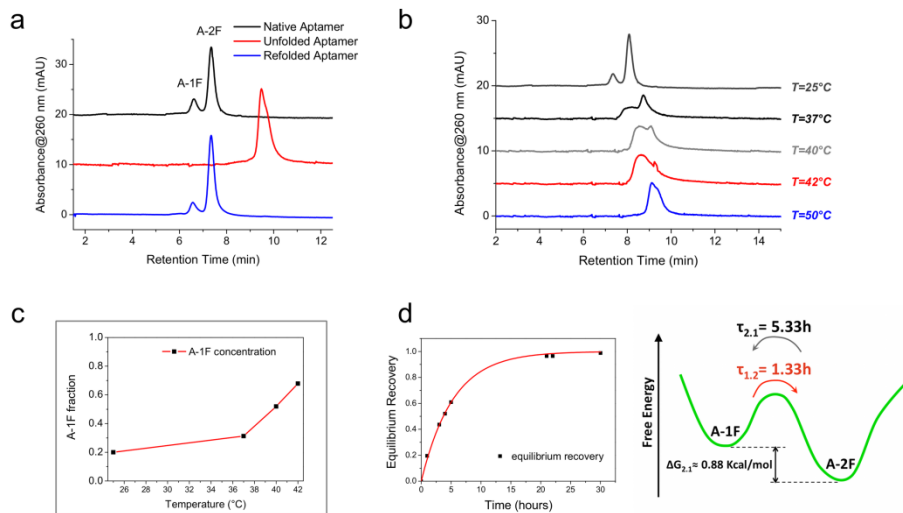 a
Native Aptamer
Unfolded Aptamer
Refolded Aptamer
A-2F
A-1F
Absorbance@260 nm (mAU)
30
20
10
0
2 4 6 8 10 12
Retention Time (min)
b
Absorbance@260 nm (mAU)
30
20
10
0
T=25°C
T=37°C
T=40°C
T=42°C
T=50°C
2 4 6 8 10 12 14
Retention Time (min)
c
A-1F concentration
A-1F fraction
1.0
0.8
0.6
0.4
0.2
0.0
26 28 30 32 34 36 38 40 42
Temperature (°C)
d
Equilibrium Recovery
1.0
0.8
0.6
0.4
0.2
0.0
equilibrium recovery
0 5 10 15 20 25 30
Time (hours)
Free Energy
τ2.1= 5.33h
τ1.2= 1.33h
A-1F
A-2F
ΔG2.1= 0.88 Kcal/mol